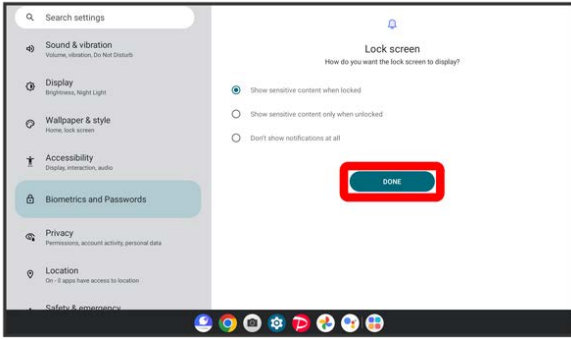 Search settings
Sound & vibration
Volume, vibration, Do Not Disturb
Display
Brightness, Night Light
Wallpaper & style
Home, lock screen
Accessibility
Display, interaction, audio
Biometrics and Passwords
Privacy
Permissions, account activity, personal data
Location
On - 0 apps have access to location
Safety & emergency
Lock screen
How do you want the lock screen to display?
Show sensitive content when locked
Show sensitive content only when unlocked
Don't show notifications at all
DONE